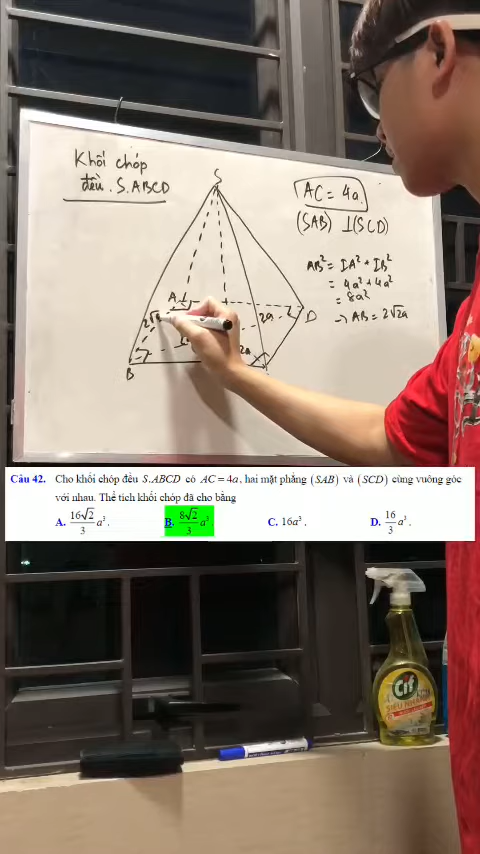 Khối chóp
đều. S.ABCD
S
AC = 4a.
(SAB) ⊥ (SCD)
AB² = IA² + IB²
= 4a² + 4a²
= 8a²
→ AB = 2√2a
A
2a
D
2a
B
Câu 42. Cho khối chóp đều S.ABCD có AC = 4a, hai mặt phẳng (SAB) và (SCD) cùng vuông góc
với nhau. Thể tích khối chóp đã cho bằng
A. 16√2/3 a³. B. 8√2/3 a³ C. 16a³. D. 16/3 a³.
Cif
SIÊU NHANH